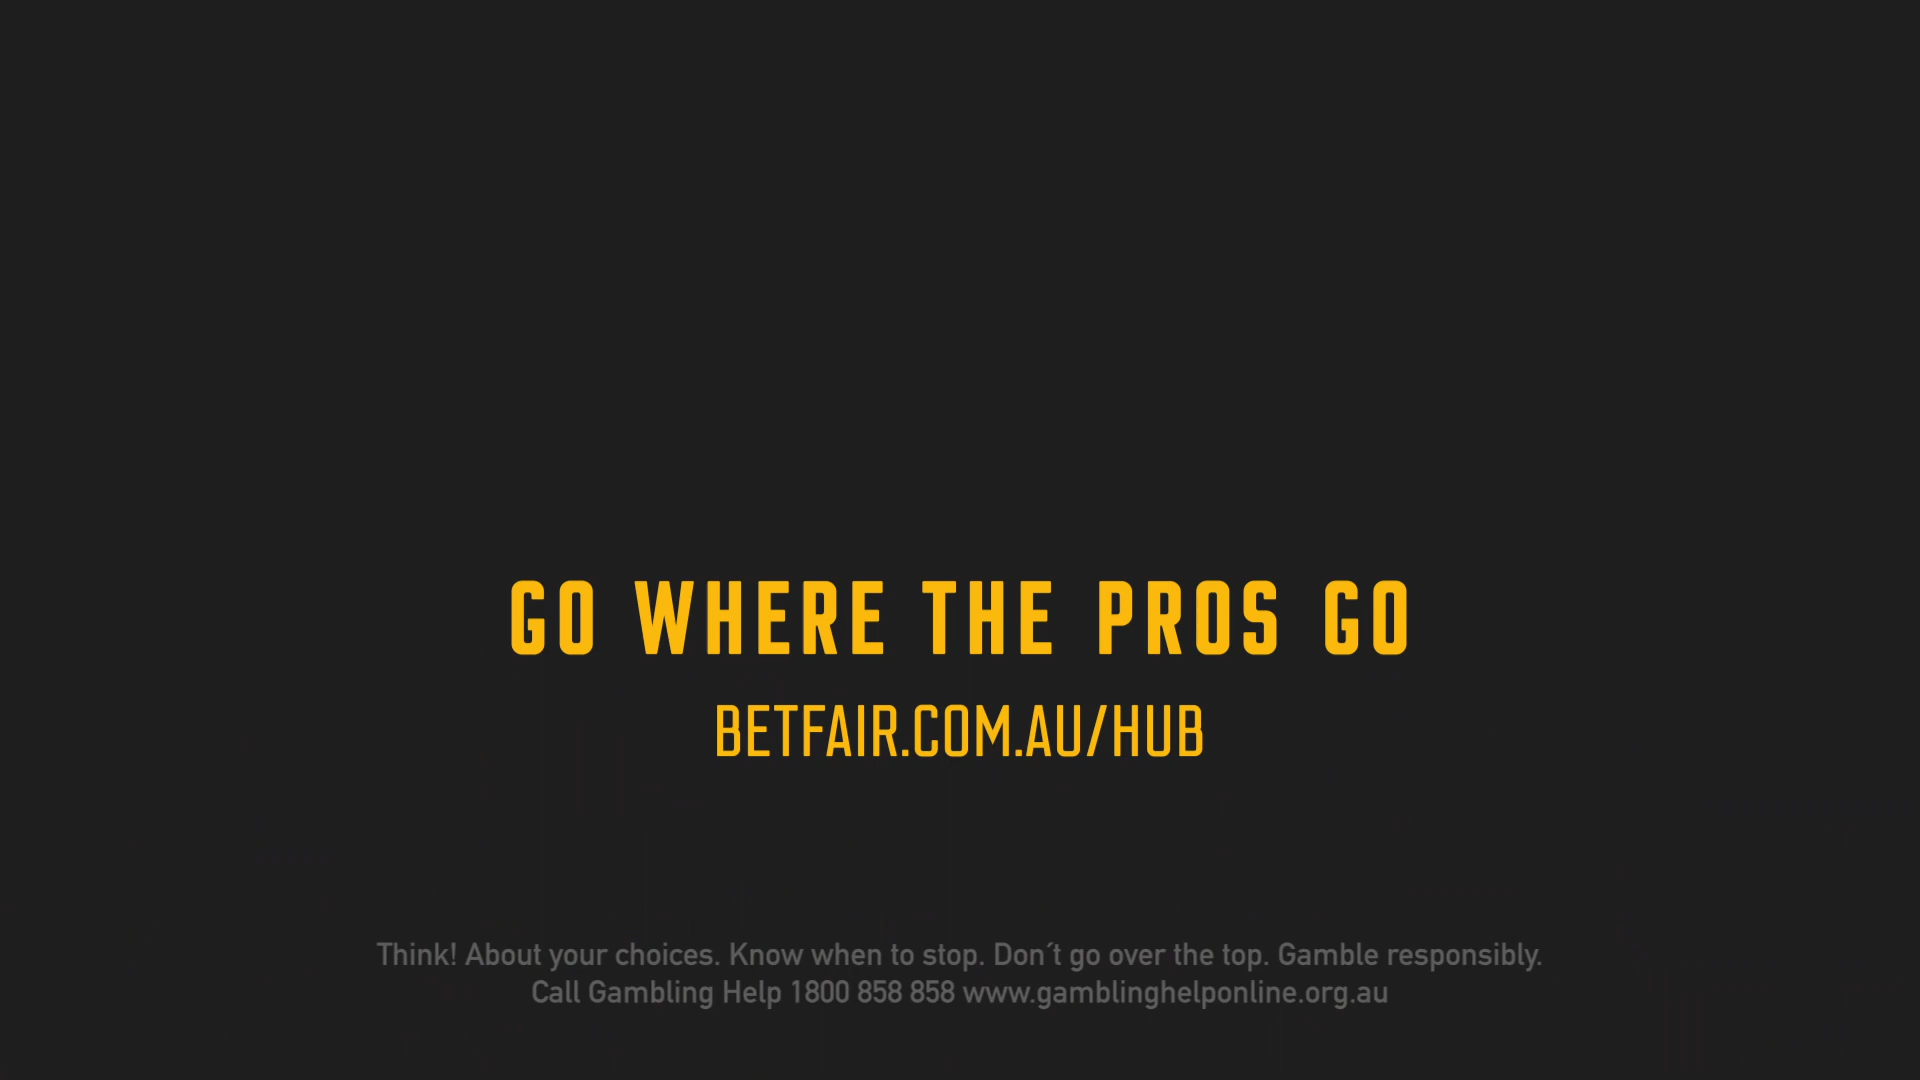 GO WHERE THE PROS GO
BETFAIR.COM.AU/HUB
Think! About your choices. Know when to stop. Don´t go over the top. Gamble responsibly.
Call Gambling Help 1800 858 858 www.gamblinghelponline.org.au